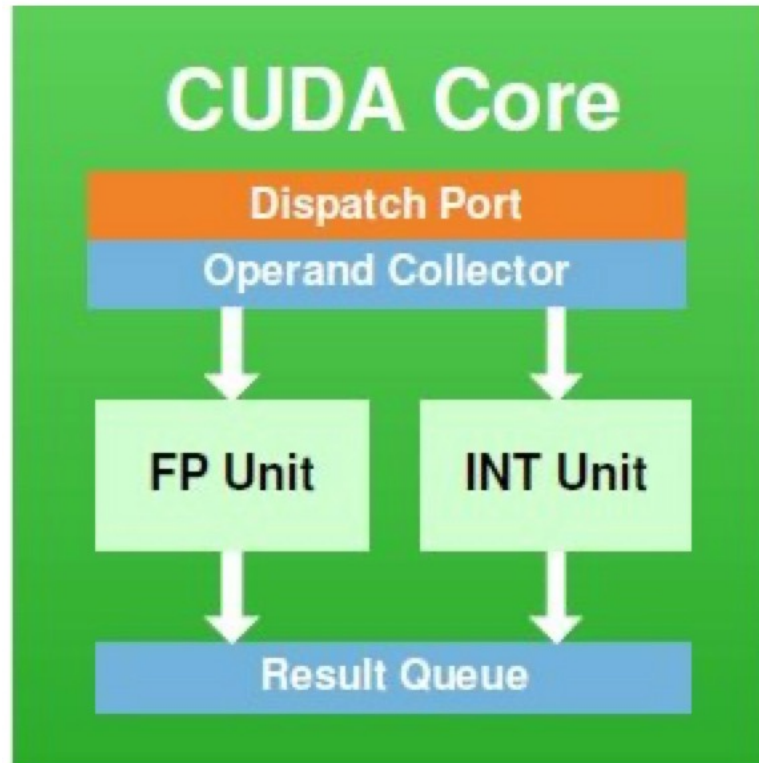 CUDA Core
Dispatch Port
Operand Collector
FP Unit
INT Unit
Result Queue